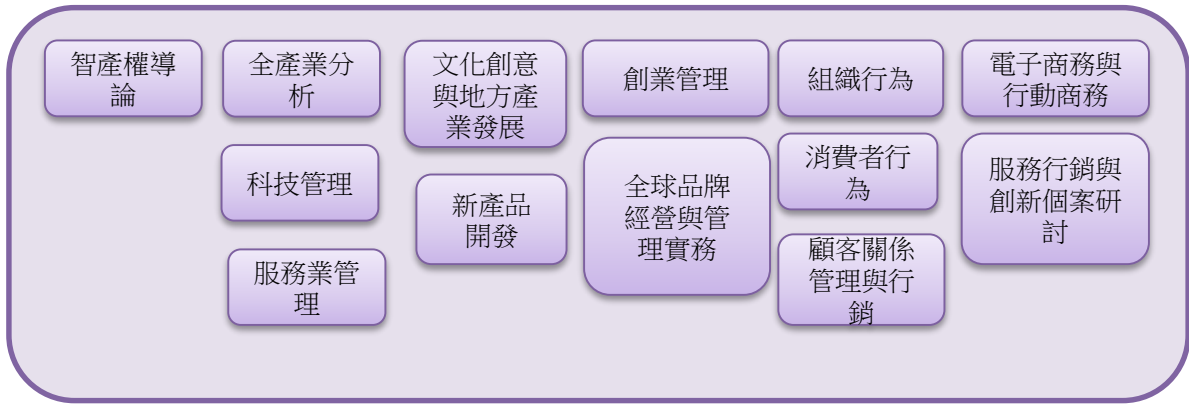 智產權導
論
全產業分
析
文化創意
與地方產
業發展
創業管理
組織行為
電子商務與
行動商務
科技管理
新產品
開發
全球品牌
經營與管
理實務
消費者行
為
服務行銷與
創新個案研
討
服務業管
理
顧客關係
管理與行
銷